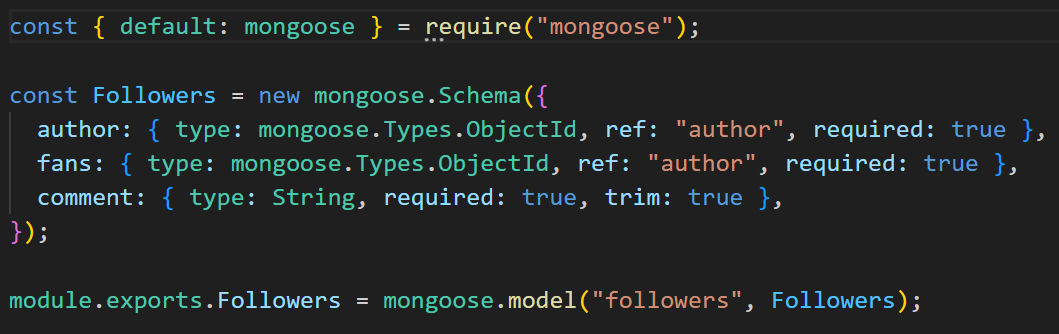 const { default: mongoose } = require("mongoose");
const Followers = new mongoose.Schema({
author: { type: mongoose.Types.ObjectId, ref: "author", required: true },
fans: { type: mongoose.Types.ObjectId, ref: "author", required: true },
comment: { type: String, required: true, trim: true },
});
module.exports.Followers = mongoose.model("followers", Followers);